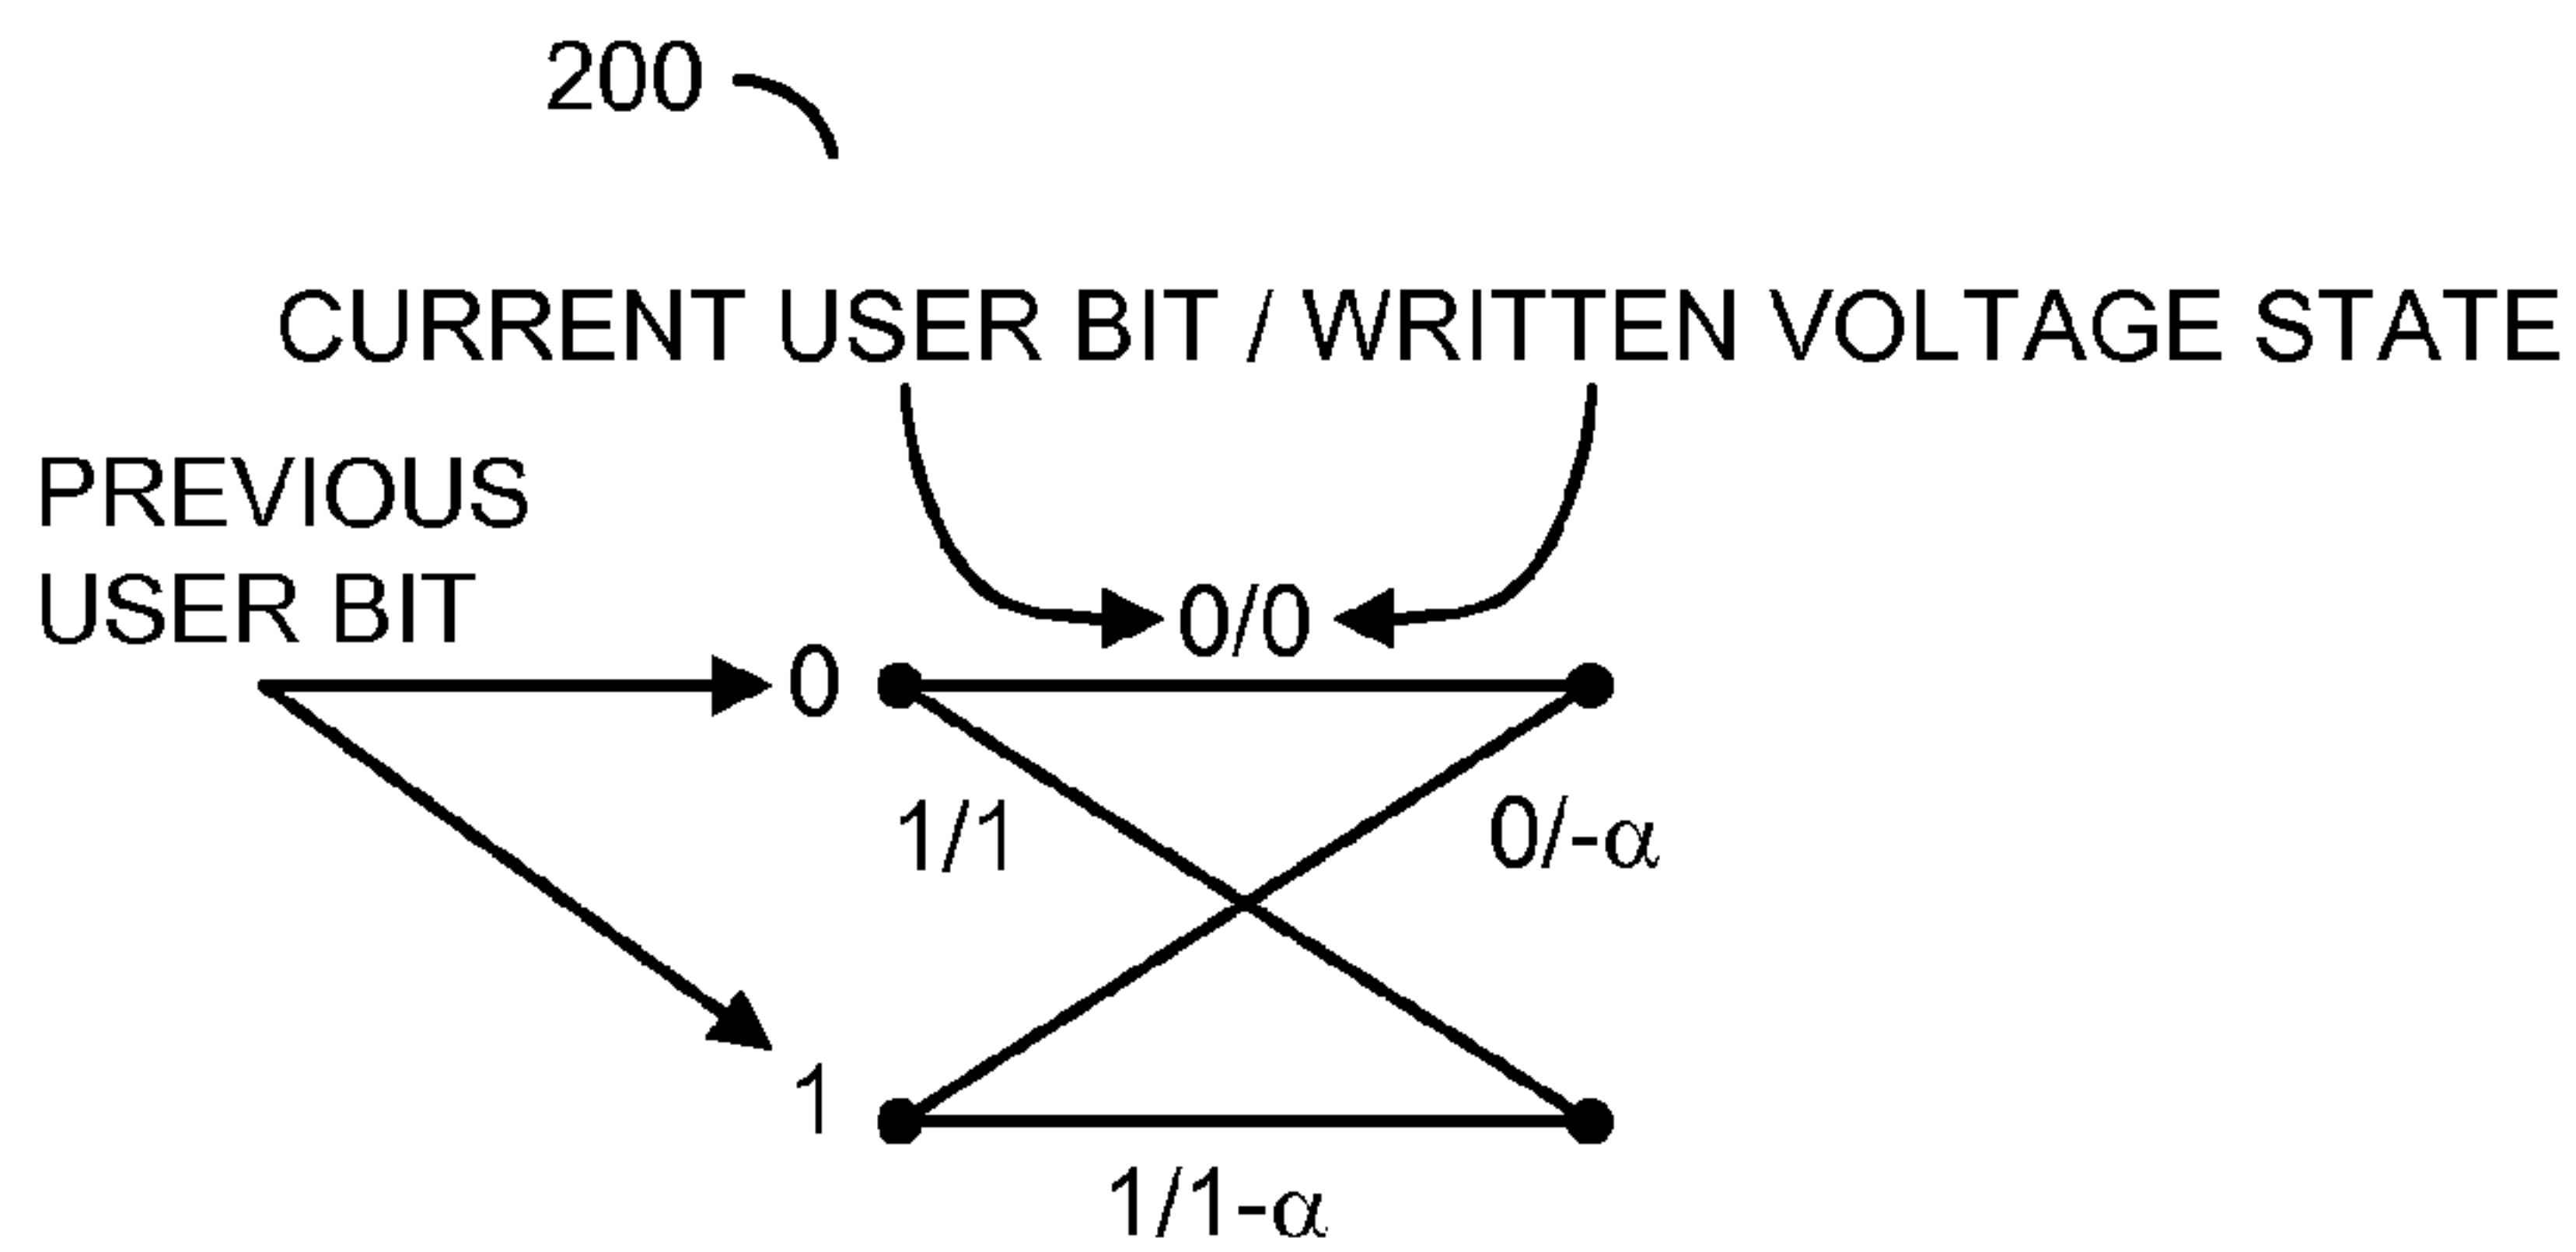 200
CURRENT USER BIT / WRITTEN VOLTAGE STATE
PREVIOUS
USER BIT
0/0
0
1/1
0/-α
1
1/1-α